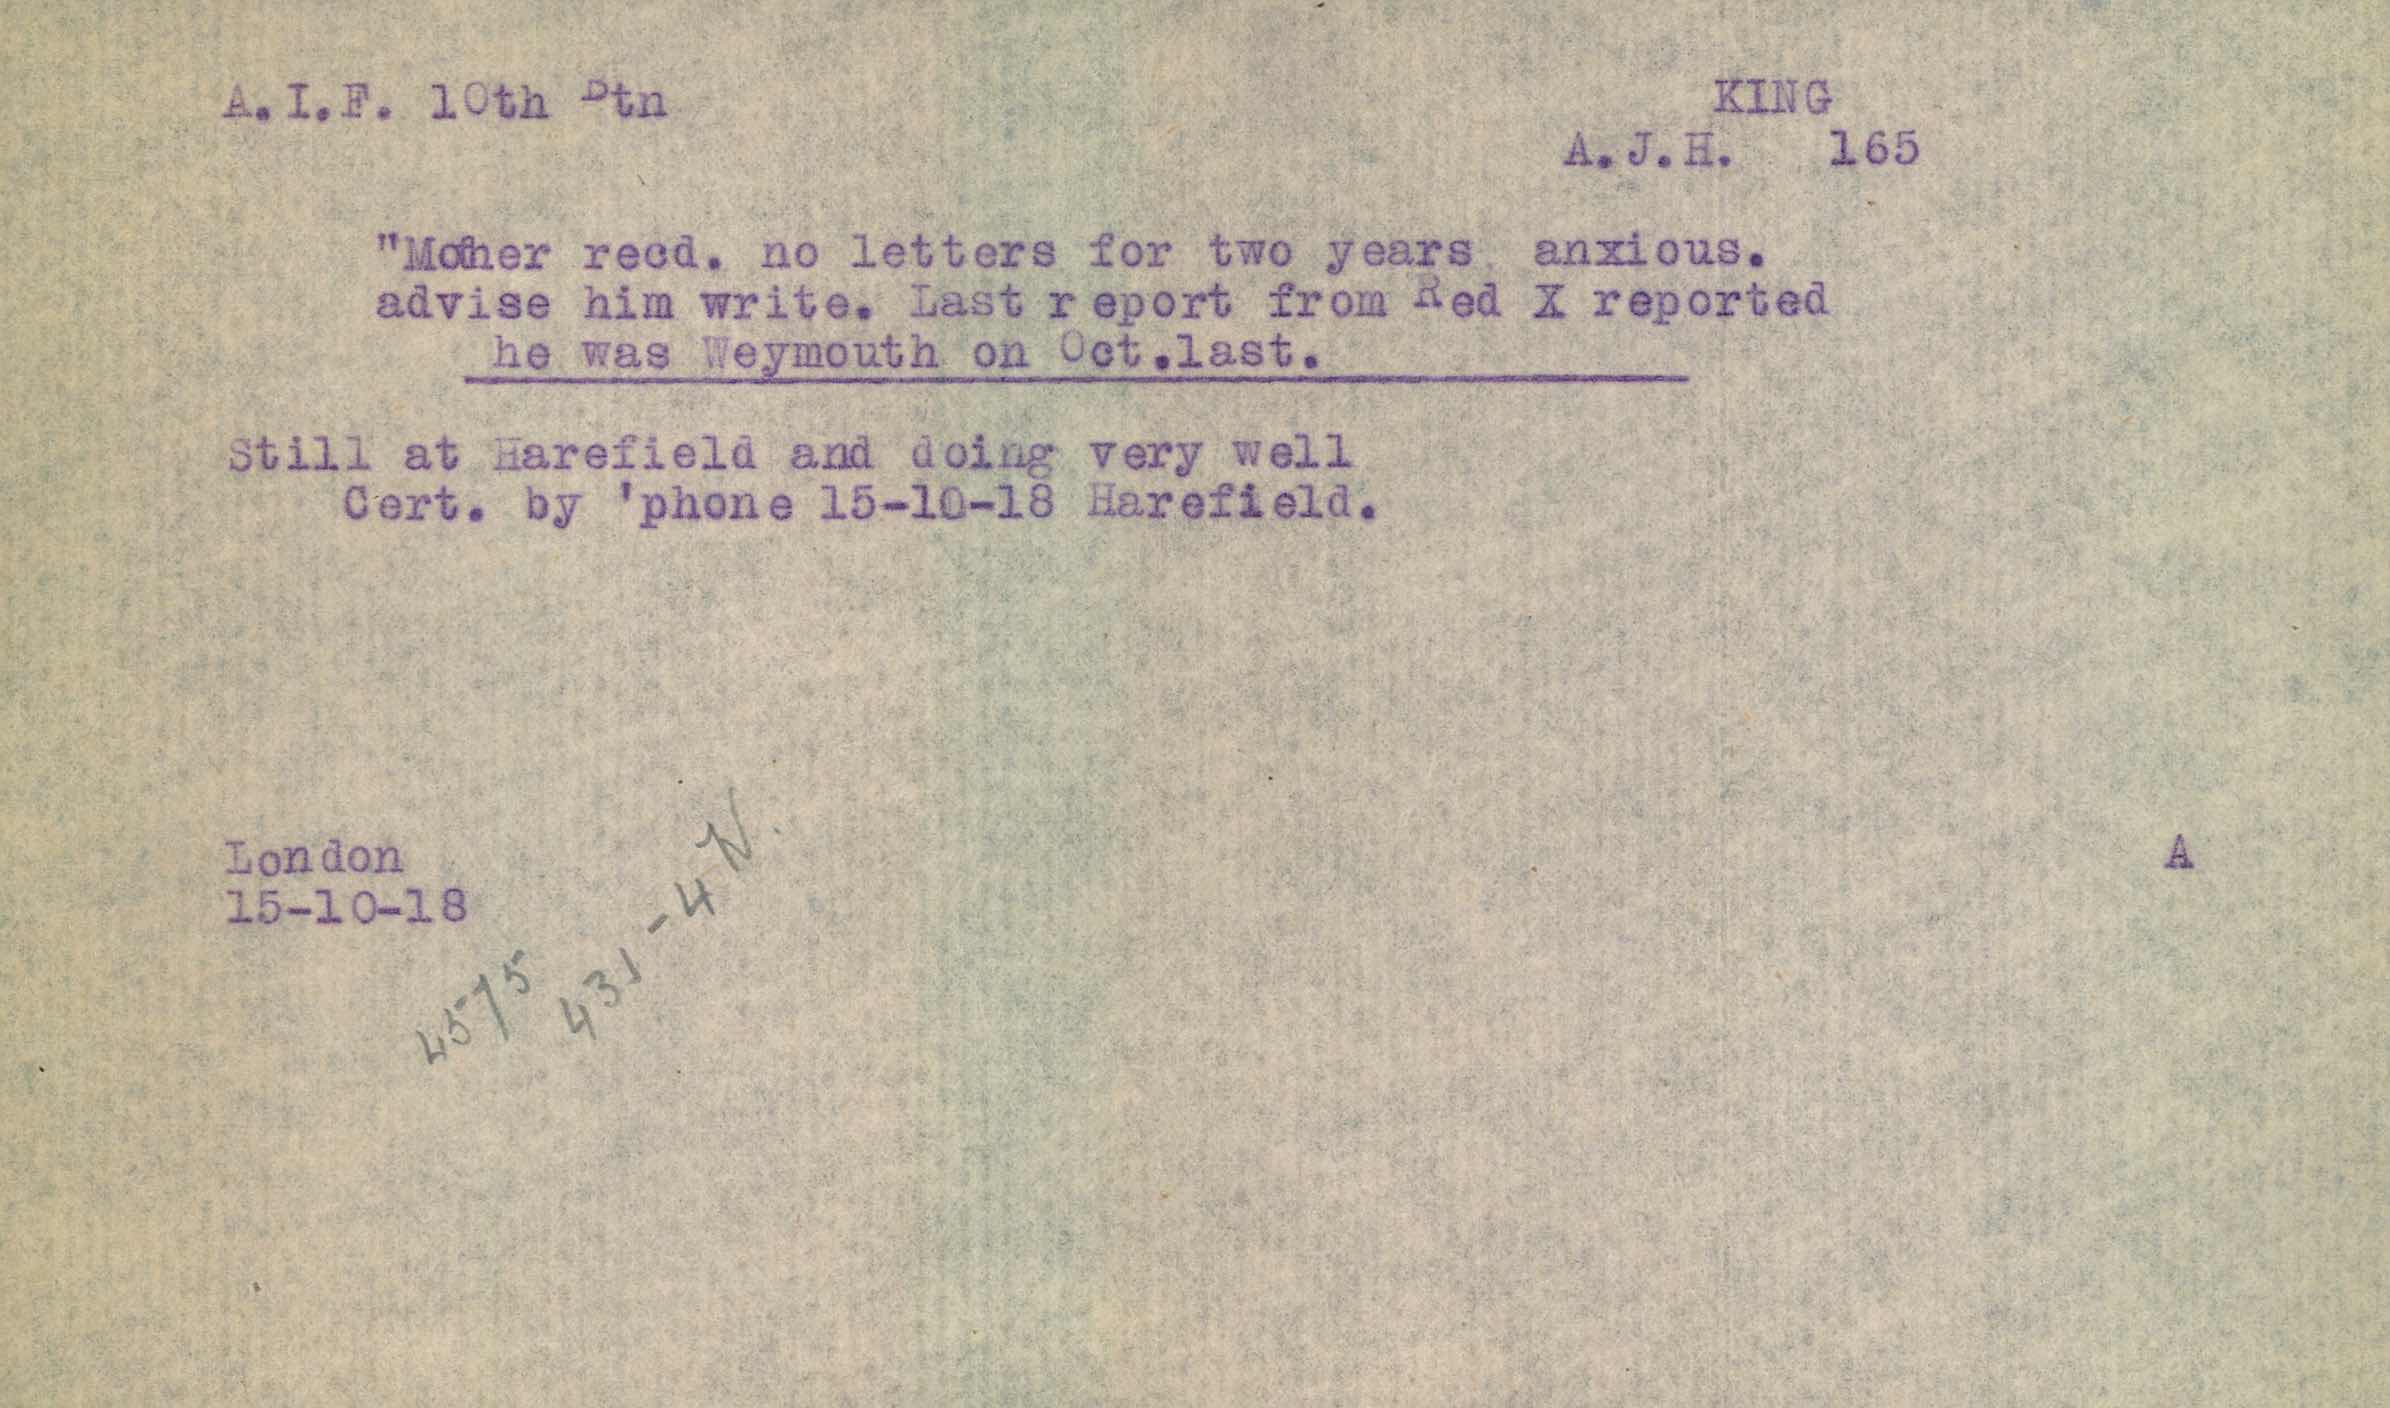 A.I.F. 10th Btn
KING
A.J.H. 165
"Mother recd. no letters for two years anxious.
advise him write. Last r eport from Red X reported
he was Weymouth on Oct.last.
Still at Harefield and doing very well
Cert. by 'phone 15-10-18 Harefield.
London
15-10-18
A
4575
431-4N.